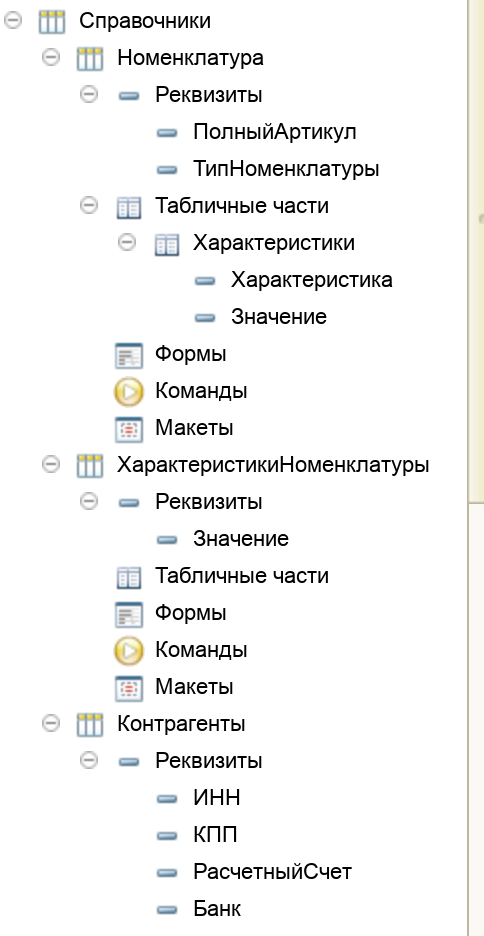 Справочники
Номенклатура
Реквизиты
ПолныйАртикул
ТипНоменклатуры
Табличные части
Характеристики
Характеристика
Значение
Формы
Команды
Макеты
ХарактеристикиНоменклатуры
Реквизиты
Значение
Табличные части
Формы
Команды
Макеты
Контрагенты
Реквизиты
ИНН
КПП
РасчетныйСчет
Банк